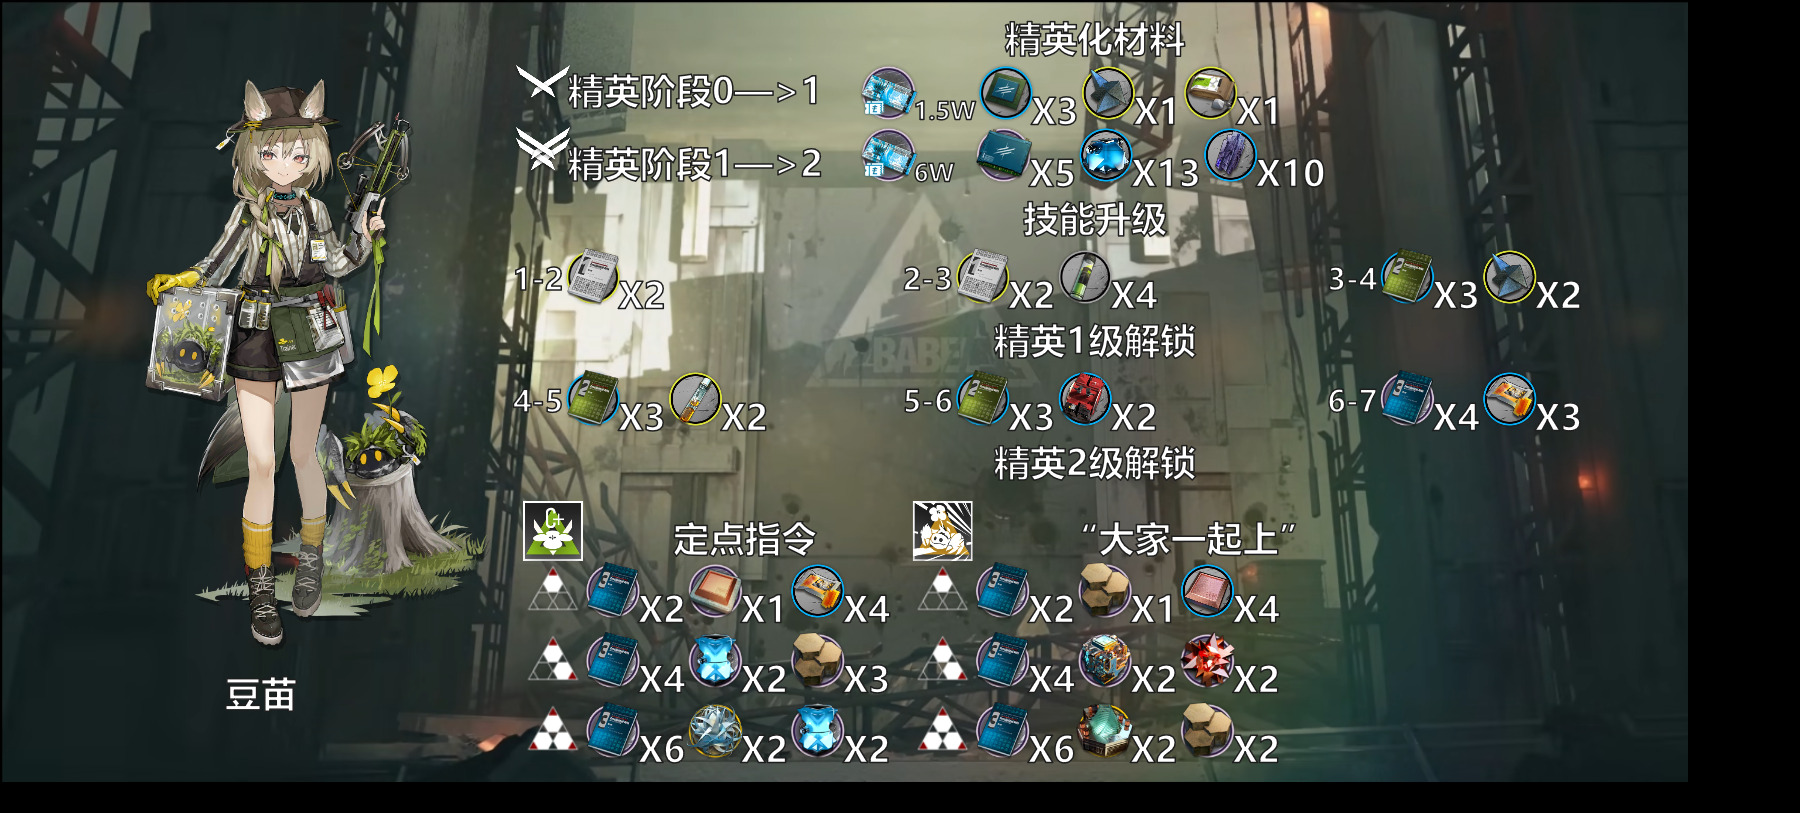 精英化材料
精英阶段0—>1 1.5W X3 X1 X1
精英阶段1—>2 6W X5 X13 X10
技能升级
1-2 X2 2-3 X2 X4 3-4 X3 X2
精英1级解锁
BABEL
4-5 X3 X2 5-6 X3 X2 6-7 X4 X3
精英2级解锁
定点指令 “大家一起上”
X2 X1 X4 X2 X1 X4
X4 X2 X3 X4 X2 X2
豆苗
X6 X2 X2 X6 X2 X2